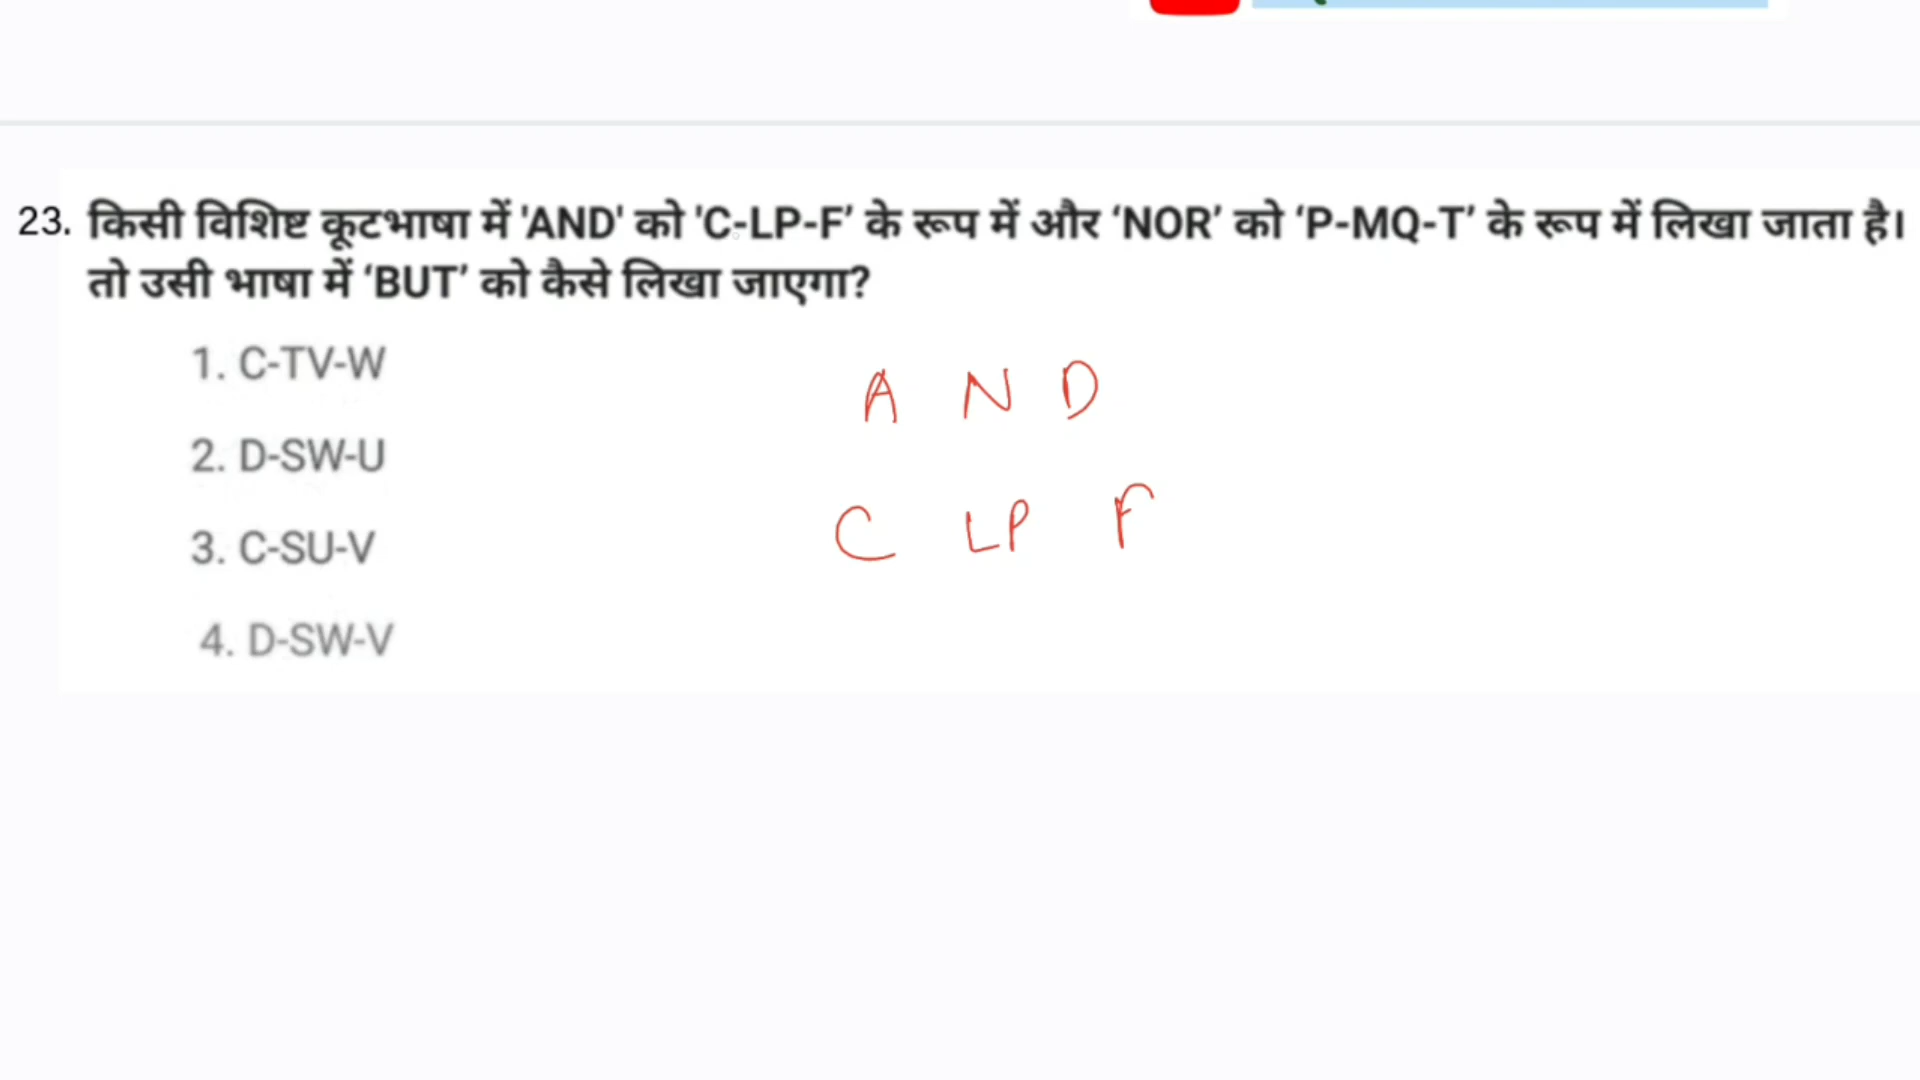 23. किसी विशिष्ट कूटभाषा में 'AND' को 'C-LP-F’ के रूप में और ‘NOR’ को ‘P-MQ-T’ के रूप में लिखा जाता है।
तो उसी भाषा में ‘BUT’ को कैसे लिखा जाएगा?
1. C-TV-W
2. D-SW-U
3. C-SU-V
4. D-SW-V
A N D
C LP F